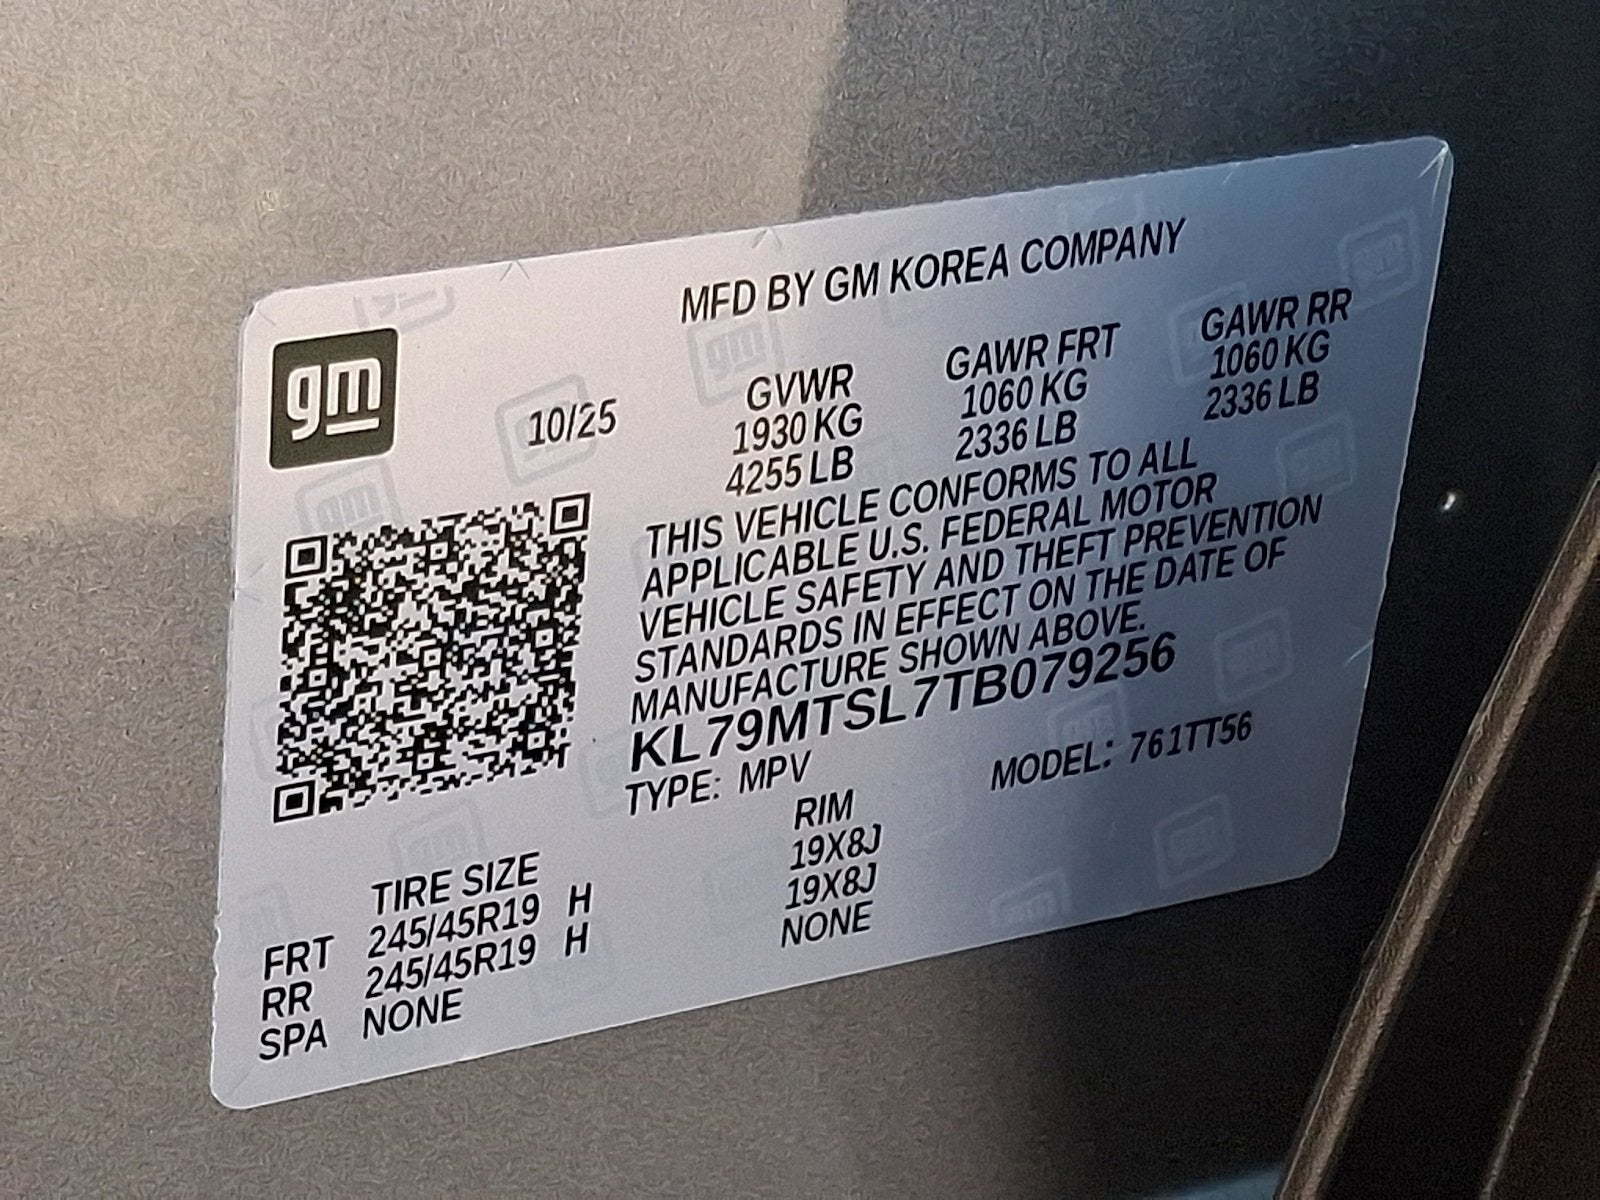 MFD BY GM KOREA COMPANY
gm
10/25
GVWR GAWR FRT GAWR RR
1930 KG 1060 KG 1060 KG
4255 LB 2336 LB 2336 LB
THIS VEHICLE CONFORMS TO ALL
APPLICABLE U.S. FEDERAL MOTOR
VEHICLE SAFETY AND THEFT PREVENTION
STANDARDS IN EFFECT ON THE DATE OF
MANUFACTURE SHOWN ABOVE.
KL79MTSL7TB079256
TYPE: MPV MODEL: 761TT56
TIRE SIZE RIM
FRT 245/45R19 H 19X8J
RR 245/45R19 H 19X8J
SPA NONE NONE